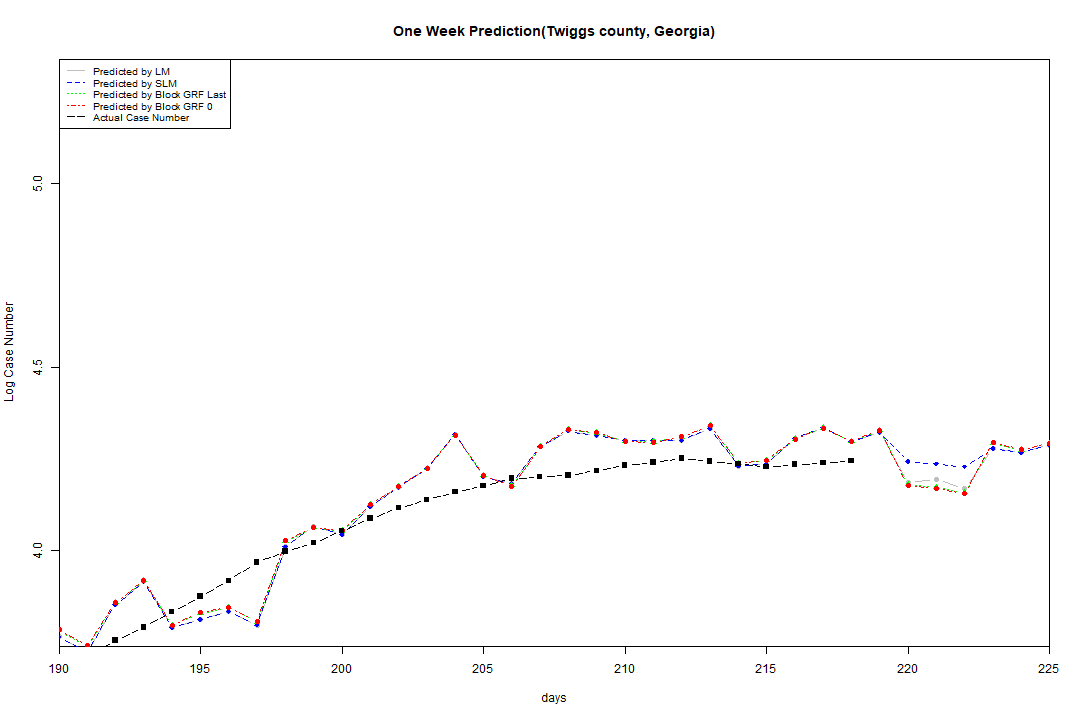 One Week Prediction(Twiggs county, Georgia)
Predicted by LM
Predicted by SLM
Predicted by Block GRF Last
Predicted by Block GRF 0
Actual Case Number
5.0
4.5
4.0
Log Case Number
190 195 200 205 210 215 220 225
days